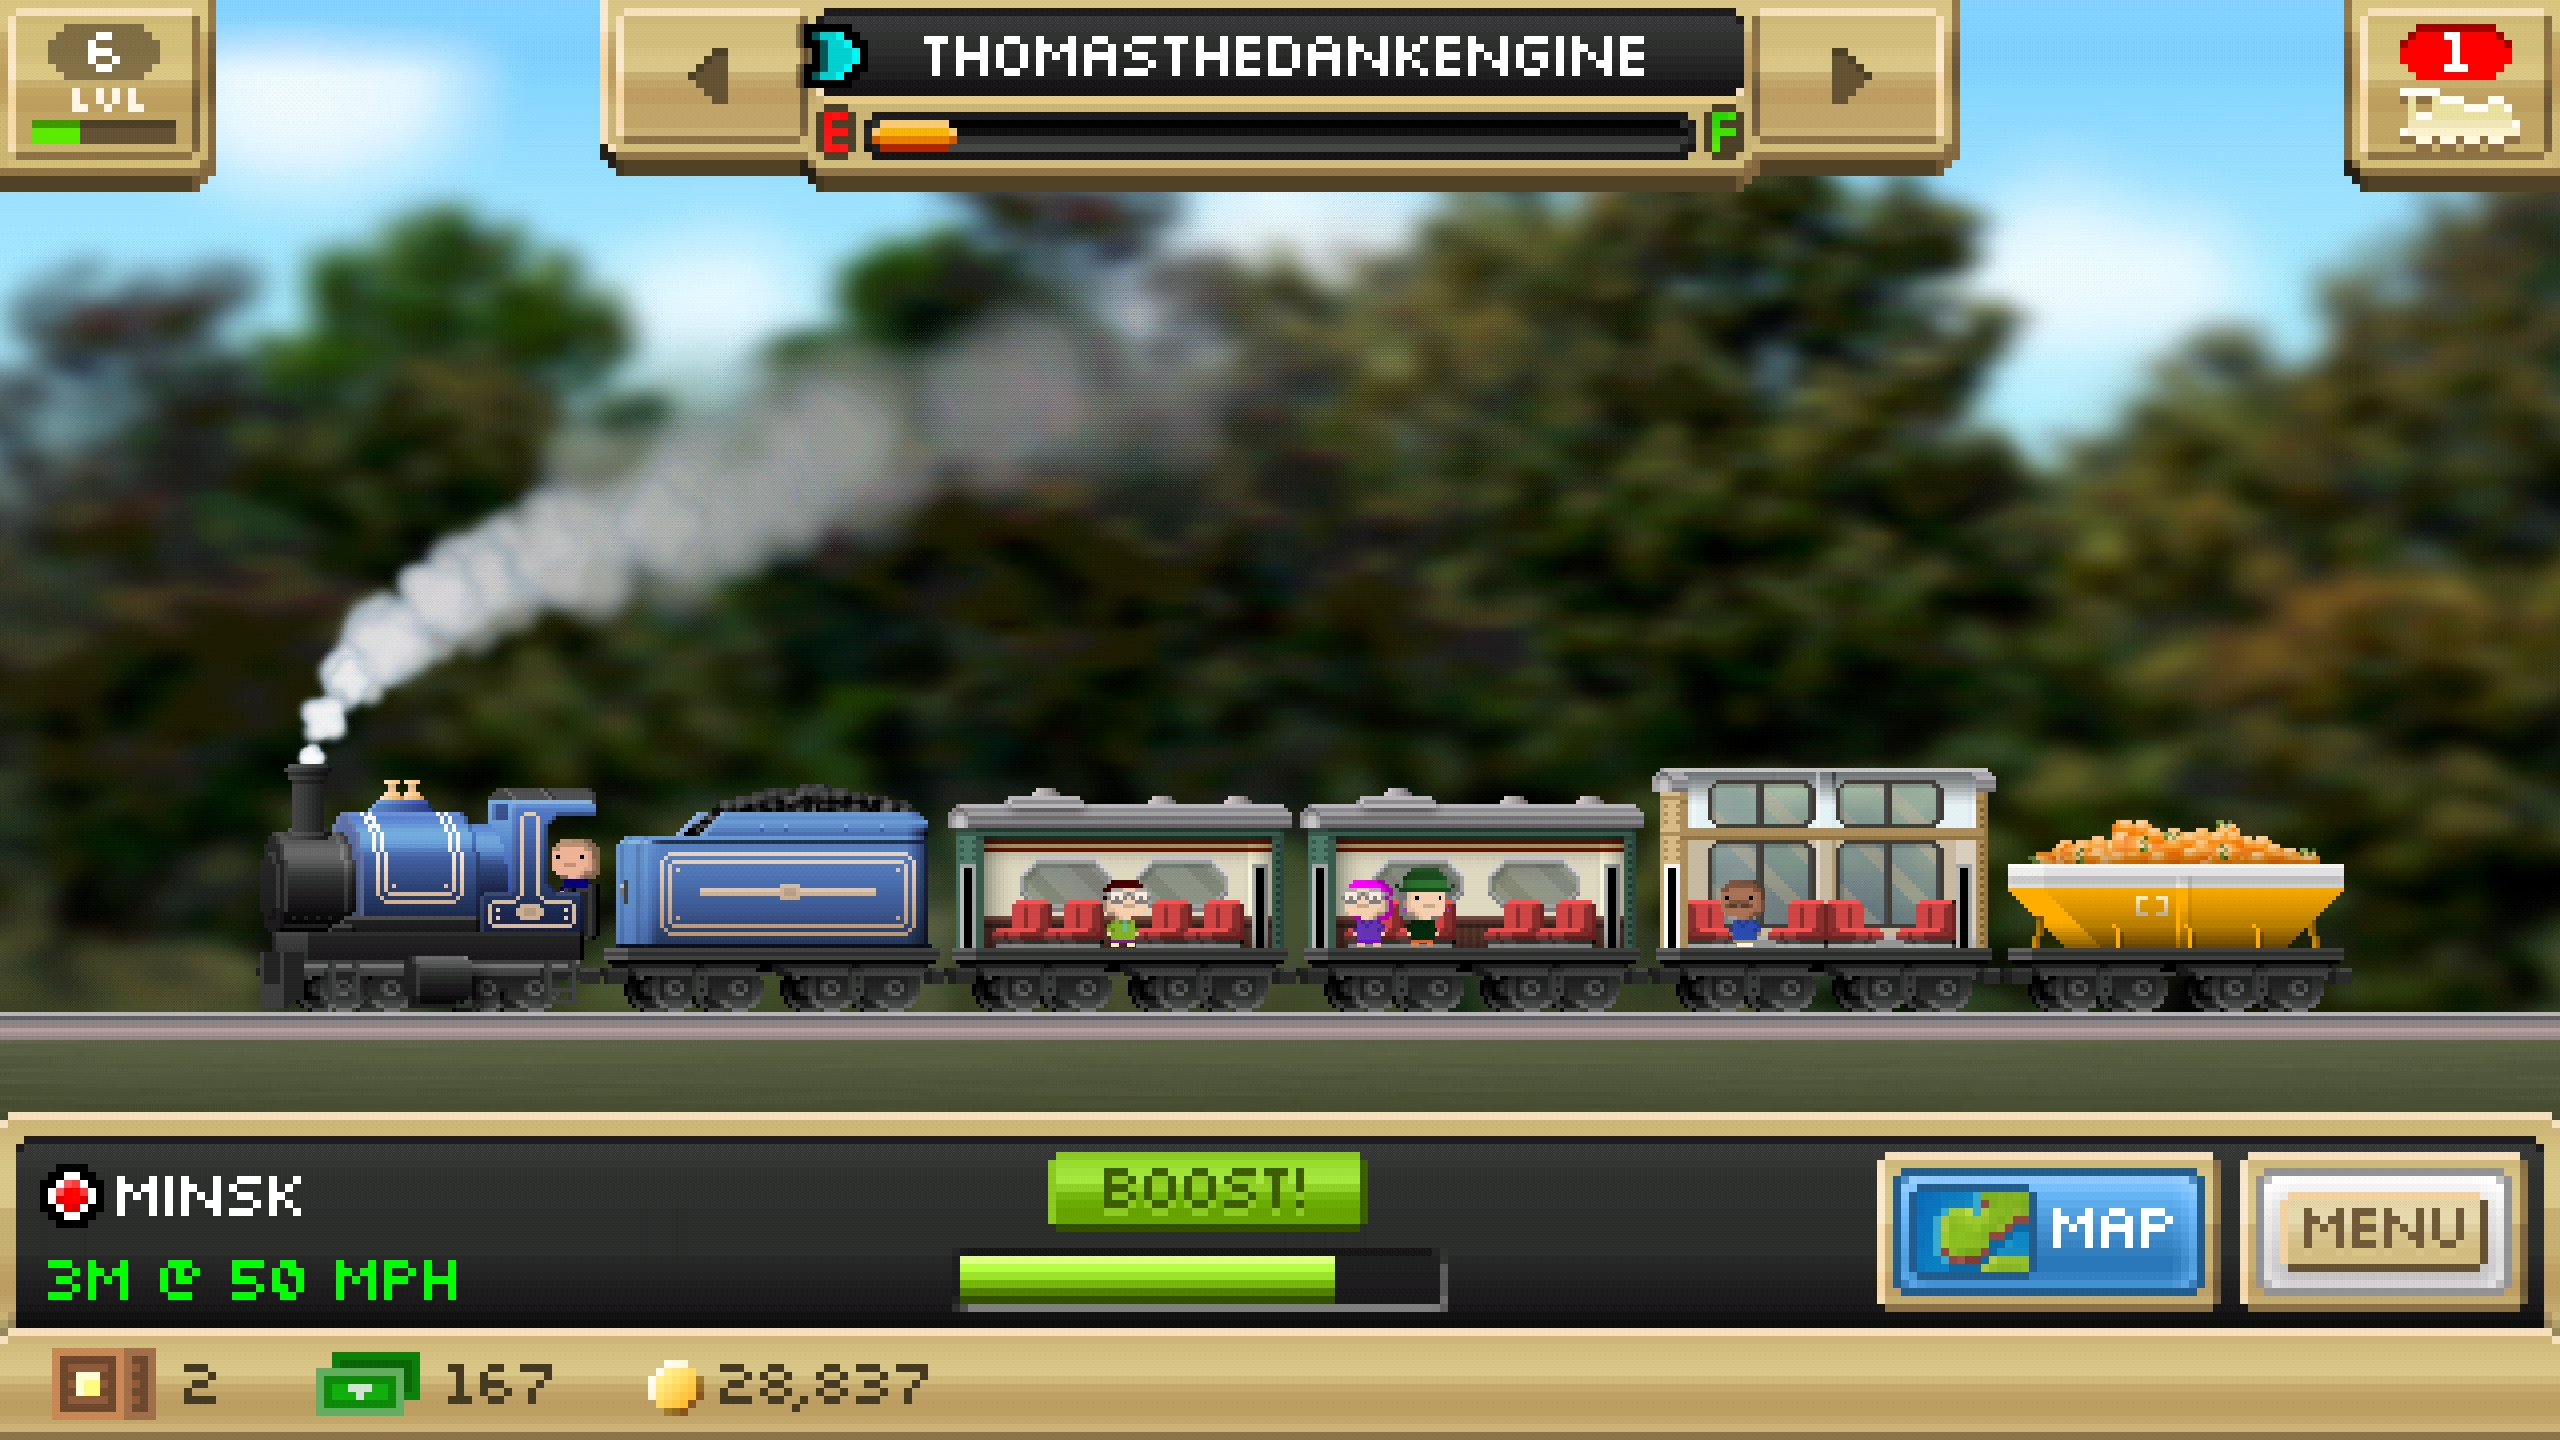 6
LVL
THOMASTHEDANKENGINE
E F
1
MINSK
3M @ 50 MPH
BOOST!
MAP
MENU
2
167
28,837